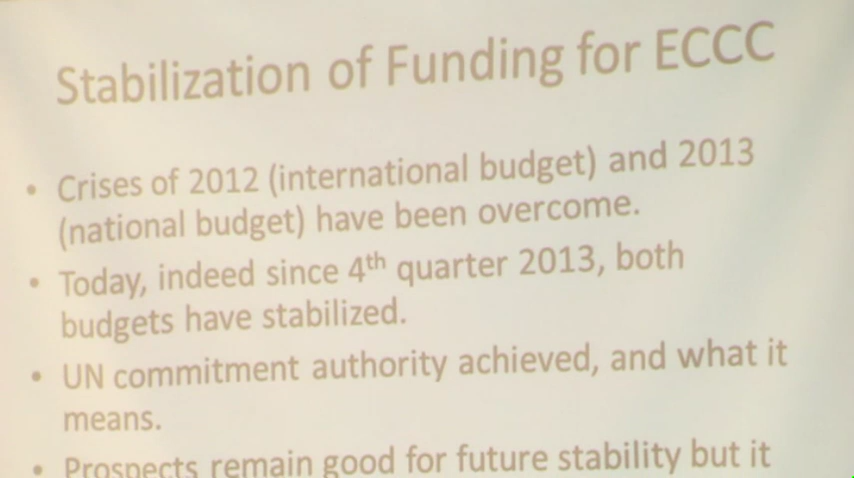 Stabilization of Funding for ECCC
• Crises of 2012 (international budget) and 2013
(national budget) have been overcome.
• Today, indeed since 4th quarter 2013, both
budgets have stabilized.
• UN commitment authority achieved, and what it
means.
• Prospects remain good for future stability but it